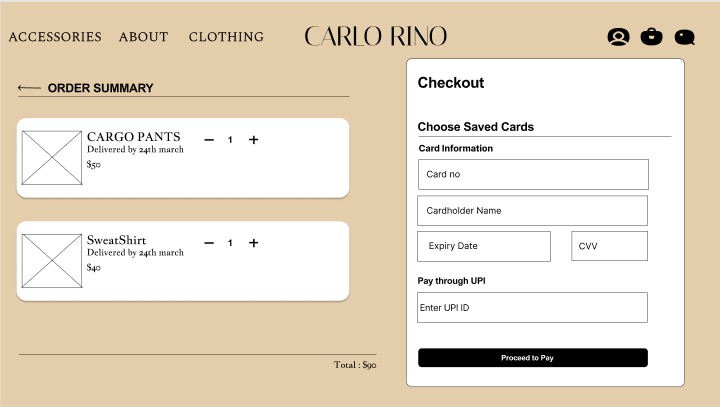 ACCESSORIES ABOUT CLOTHING CARLO RINO
ORDER SUMMARY
CARGO PANTS − 1 +
Delivered by 24th march
$50
SweatShirt − 1 +
Delivered by 24th march
$40
Total : $90
Checkout
Choose Saved Cards
Card Information
Card no
Cardholder Name
Expiry Date CVV
Pay through UPI
Enter UPI ID
Proceed to Pay